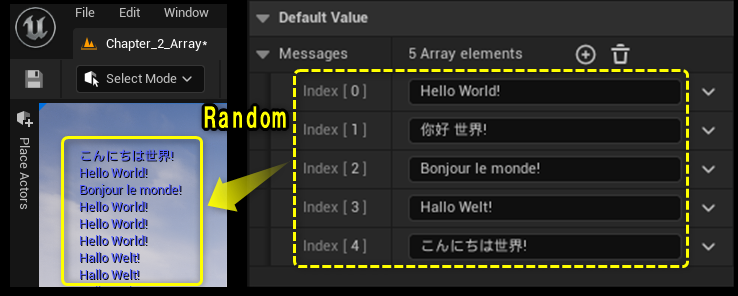 File Edit Window
Chapter_2_Array*
Select Mode
Place Actors
こんにちは世界!
Hello World!
Bonjour le monde!
Hello World!
Hello World!
Hello World!
Hallo Welt!
Hallo Welt!
Random
Default Value
Messages 5 Array elements
Index [ 0 ] Hello World!
Index [ 1 ] 你好 世界!
Index [ 2 ] Bonjour le monde!
Index [ 3 ] Hallo Welt!
Index [ 4 ] こんにちは世界!